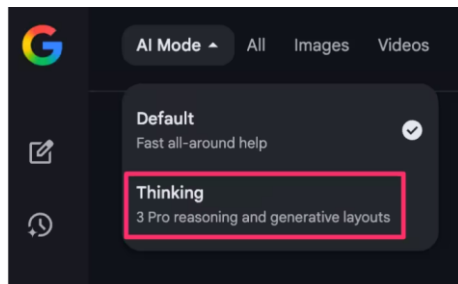 AI Mode All Images Videos
Default
Fast all-around help
Thinking
3 Pro reasoning and generative layouts